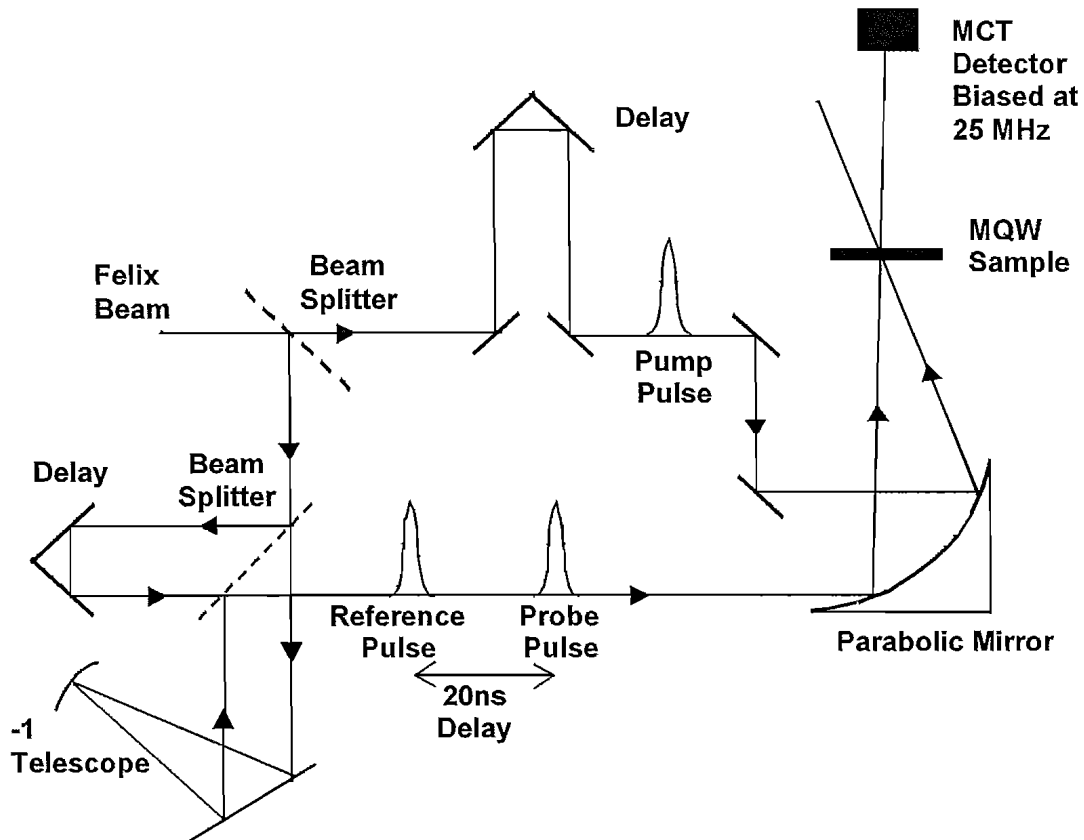 MCT
Detector
Biased at
25 MHz
Delay
MQW
Sample
Felix
Beam
Beam
Splitter
Pump
Pulse
Delay
Beam
Splitter
Reference
Pulse
Probe
Pulse
Parabolic Mirror
20ns
Delay
-1
Telescope